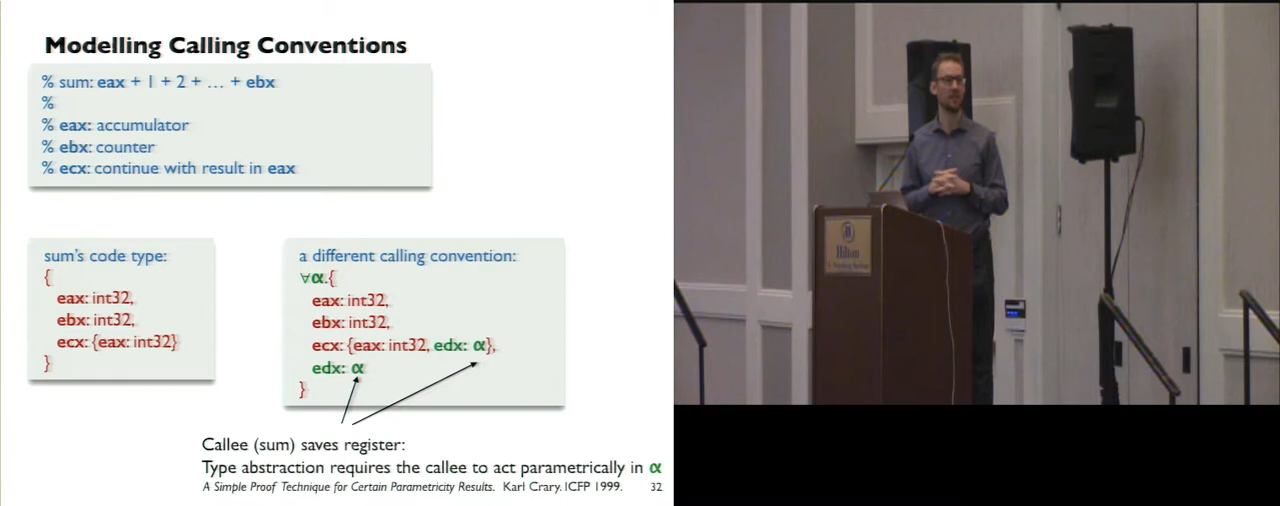 Modelling Calling Conventions
% sum: eax + 1 + 2 + … + ebx
%
% eax: accumulator
% ebx: counter
% ecx: continue with result in eax
sum's code type:
{
eax: int32,
ebx: int32,
ecx: {eax: int32}
}
a different calling convention:
∀α.{
eax: int32,
ebx: int32,
ecx: {eax: int32, edx: α},
edx: α
}
Callee (sum) saves register:
Type abstraction requires the callee to act parametrically in α
A Simple Proof Technique for Certain Parametricity Results. Karl Crary. ICFP 1999.
32
Hilton